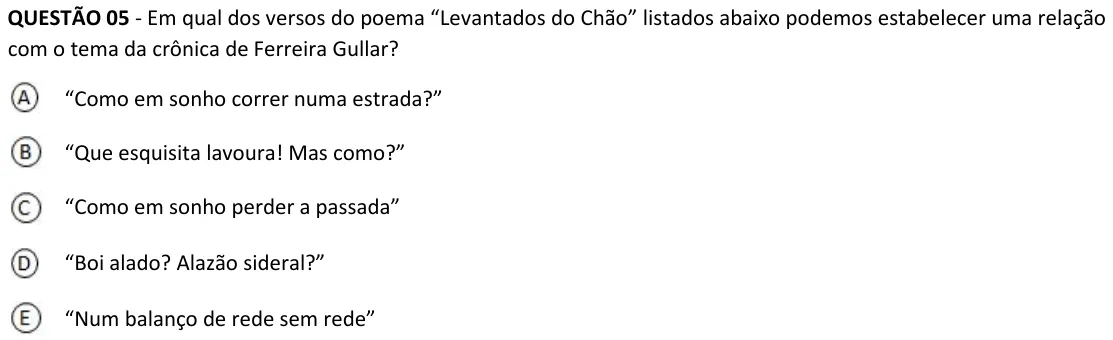 QUESTÃO 05 - Em qual dos versos do poema “Levantados do Chão” listados abaixo podemos estabelecer uma relação
com o tema da crônica de Ferreira Gullar?
A “Como em sonho correr numa estrada?”
B “Que esquisita lavoura! Mas como?”
C “Como em sonho perder a passada”
D “Boi alado? Alazão sideral?”
E “Num balanço de rede sem rede”